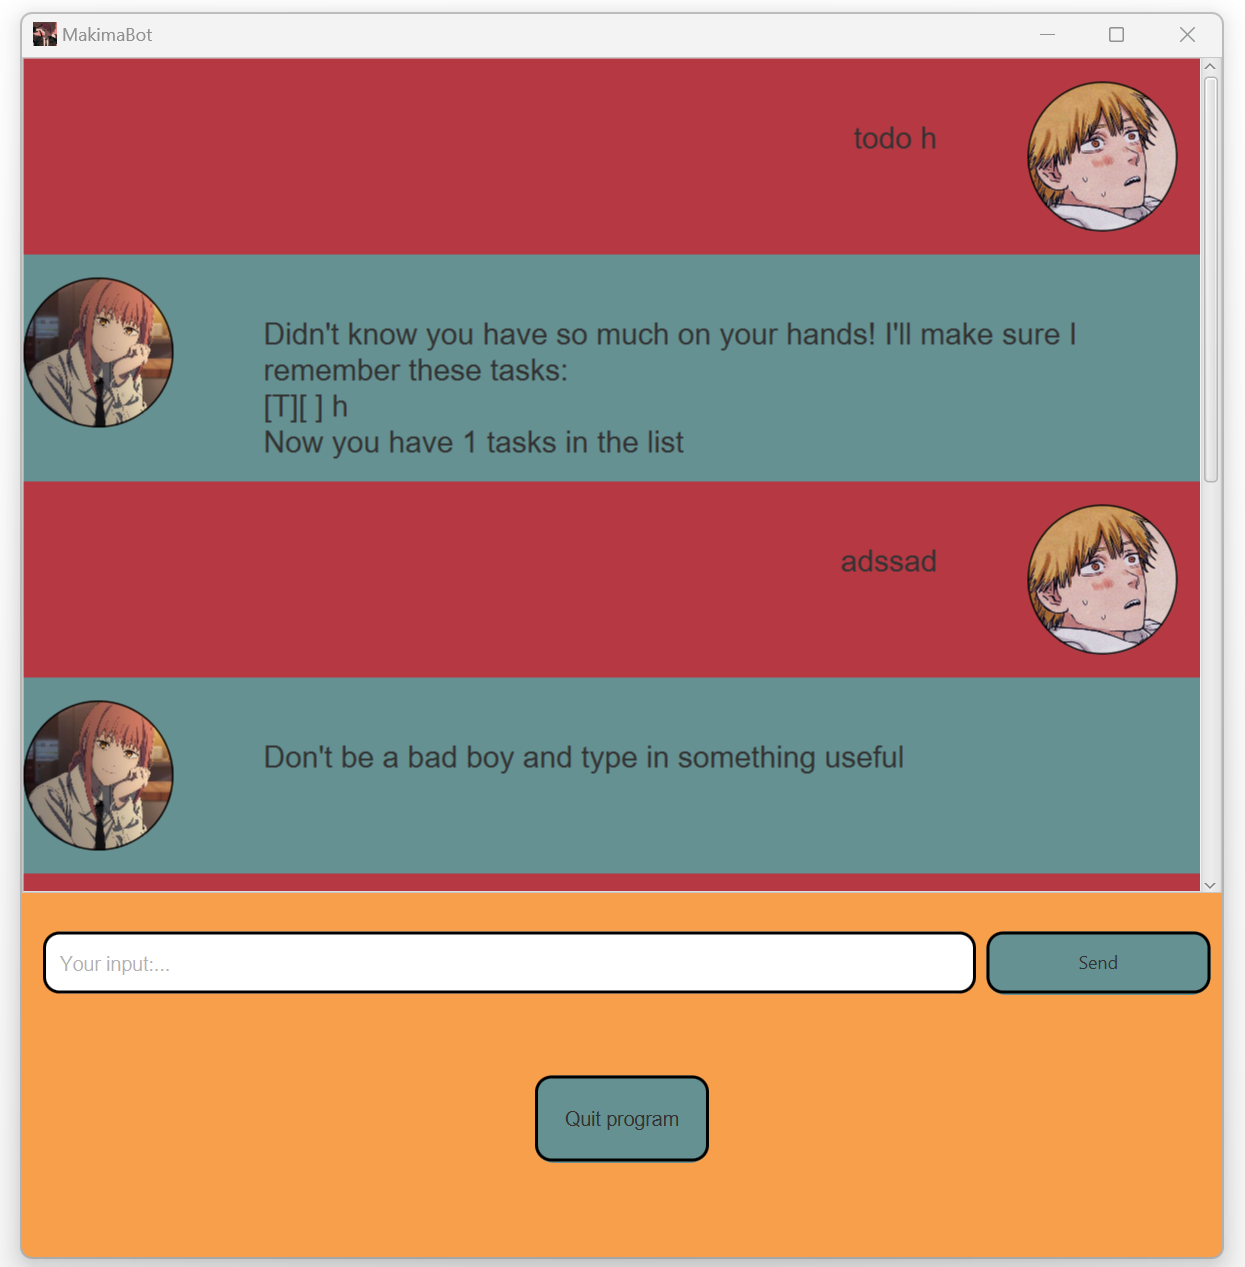 MakimaBot
todo h
Didn't know you have so much on your hands! I'll make sure I
remember these tasks:
[T][ ] h
Now you have 1 tasks in the list
adssad
Don't be a bad boy and type in something useful
Your input:...
Send
Quit program